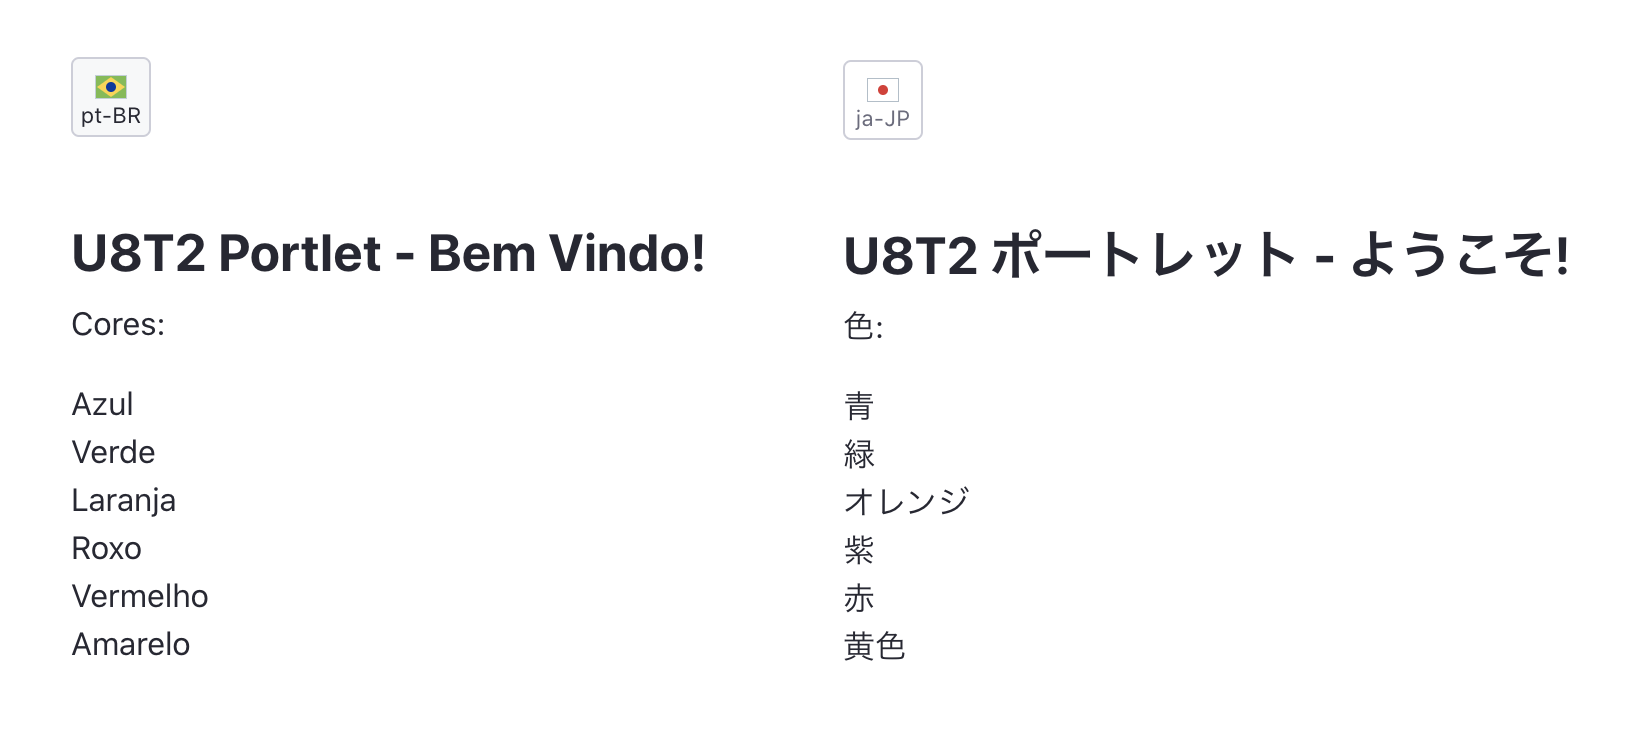 pt-BR
U8T2 Portlet - Bem Vindo!
Cores:
Azul
Verde
Laranja
Roxo
Vermelho
Amarelo
ja-JP
U8T2 ポートレット - ようこそ!
色:
青
緑
オレンジ
紫
赤
黄色